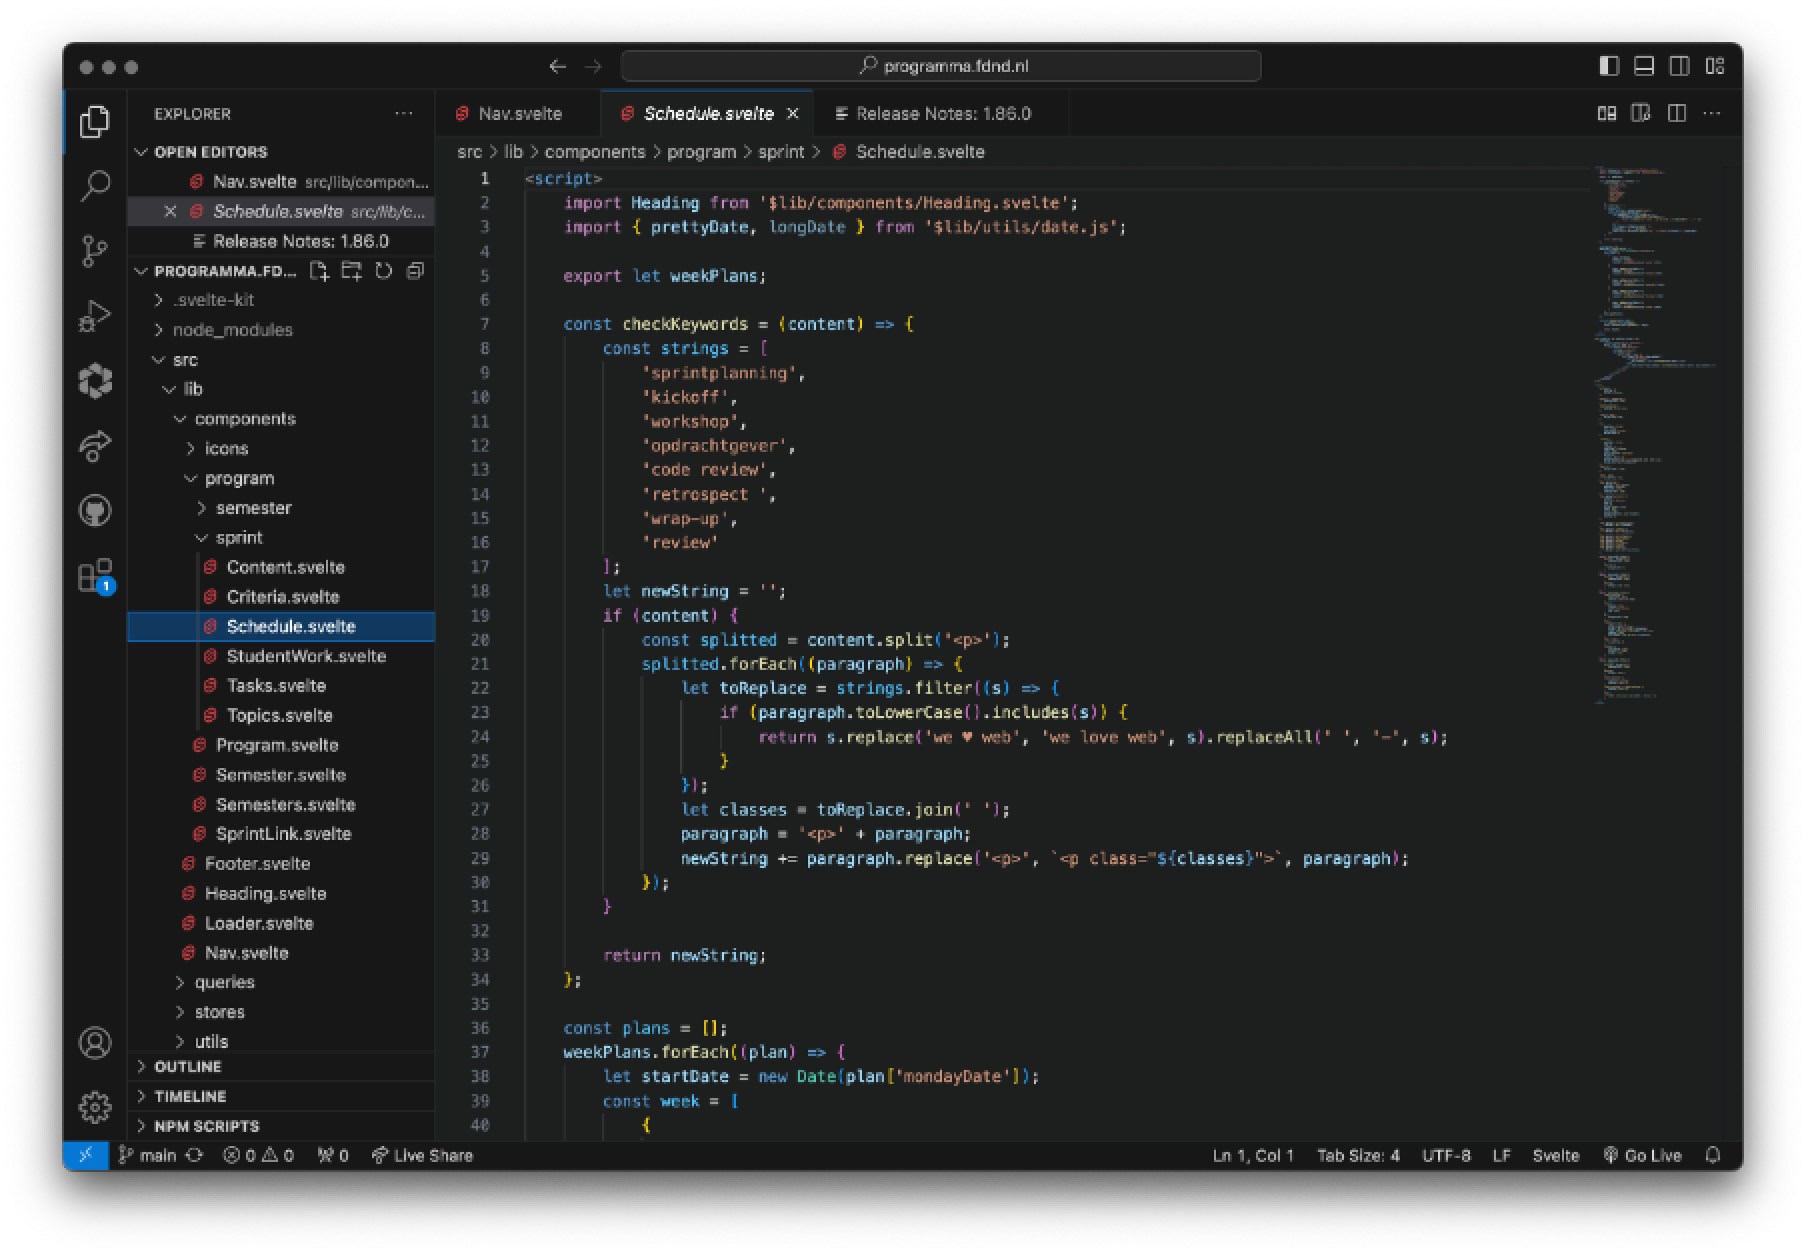 programma.fdnd.nl
EXPLORER
Nav.svelte
Schedule.svelte
Release Notes: 1.86.0
src > lib > components > program > sprint > Schedule.svelte
OPEN EDITORS
Nav.svelte src/lib/compon...
Schedule.svelte src/lib/c...
Release Notes: 1.86.0
PROGRAMMA.FD...
.svelte-kit
node_modules
src
lib
components
icons
program
semester
sprint
Content.svelte
Criteria.svelte
Schedule.svelte
StudentWork.svelte
Tasks.svelte
Topics.svelte
Program.svelte
Semester.svelte
Semesters.svelte
SprintLink.svelte
Footer.svelte
Heading.svelte
Loader.svelte
Nav.svelte
queries
stores
utils
OUTLINE
TIMELINE
NPM SCRIPTS
1
1 <script>
2 import Heading from '$lib/components/Heading.svelte';
3 import { prettyDate, longDate } from '$lib/utils/date.js';
4
5 export let weekPlans;
6
7 const checkKeywords = (content) => {
8 const strings = [
9 'sprintplanning',
10 'kickoff',
11 'workshop',
12 'opdrachtgever',
13 'code review',
14 'retrospect ',
15 'wrap-up',
16 'review'
17 ];
18 let newString = '';
19 if (content) {
20 const splitted = content.split('<p>');
21 splitted.forEach((paragraph) => {
22 let toReplace = strings.filter((s) => {
23 if (paragraph.toLowerCase().includes(s)) {
24 return s.replace('we ♥ web', 'we love web', s).replaceAll(' ', '-', s);
25 }
26 });
27 let classes = toReplace.join(' ');
28 paragraph = '<p>' + paragraph;
29 newString += paragraph.replace('<p>', `<p class="${classes}">`, paragraph);
30 });
31 }
32
33 return newString;
34 };
35
36 const plans = [];
37 weekPlans.forEach((plan) => {
38 let startDate = new Date(plan['mondayDate']);
39 const week = [
40 {
main 0 0 0 Live Share
Ln 1, Col 1 Tab Size: 4 UTF-8 LF Svelte Go Live